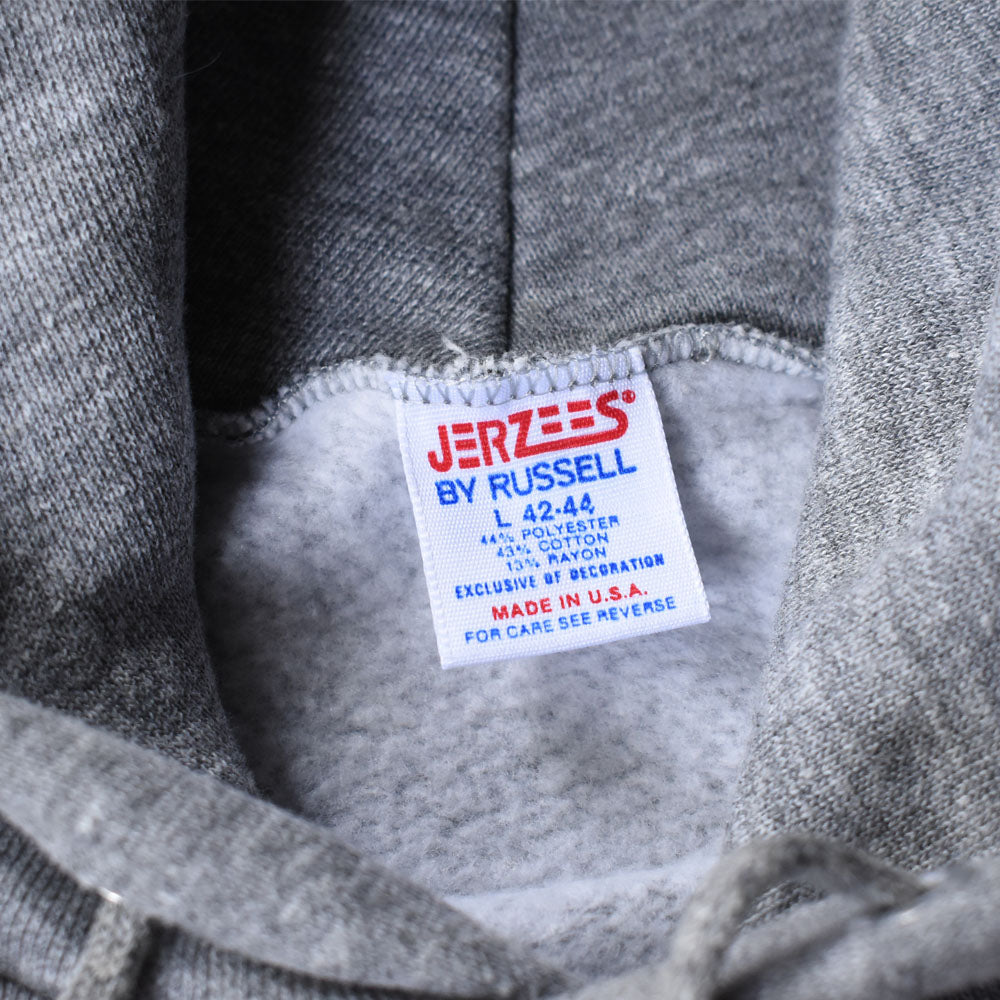 JERZEES®
BY RUSSELL
L 42-44
44% POLYESTER
43% COTTON
13% RAYON
EXCLUSIVE OF DECORATION
MADE IN U.S.A.
FOR CARE SEE REVERSE